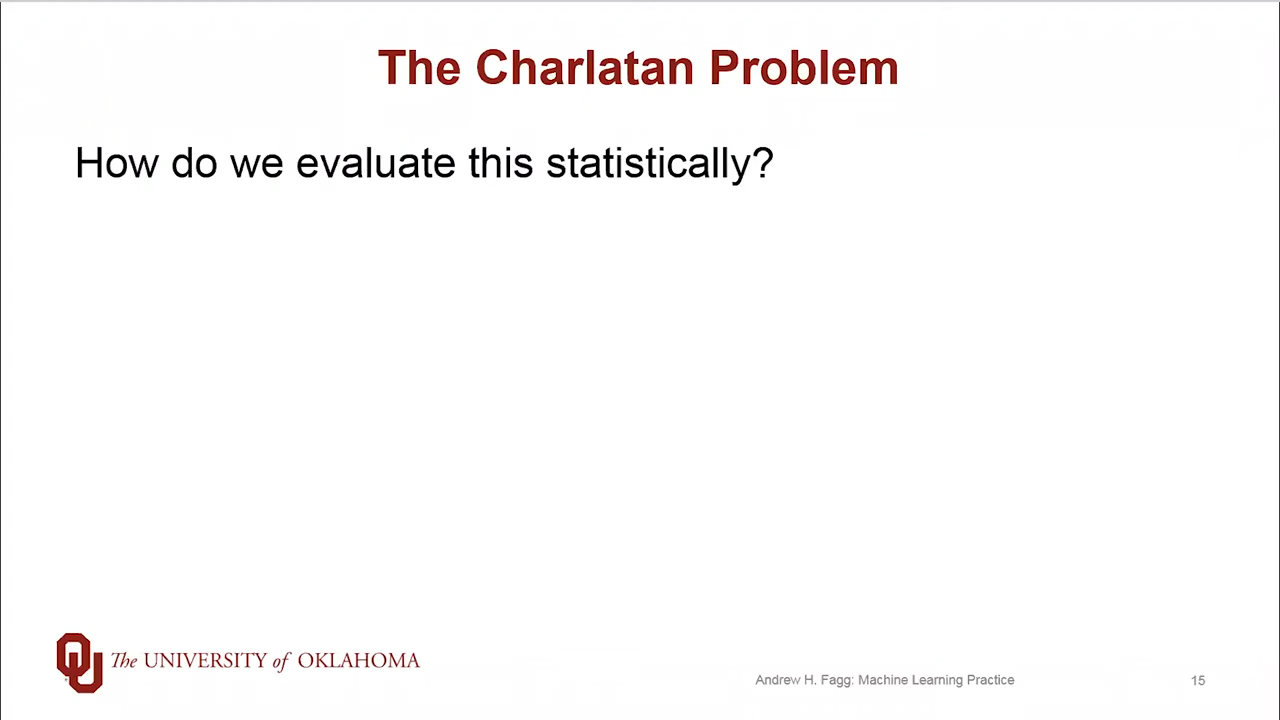 The Charlatan Problem
How do we evaluate this statistically?
The UNIVERSITY of OKLAHOMA
Andrew H. Fagg: Machine Learning Practice
15